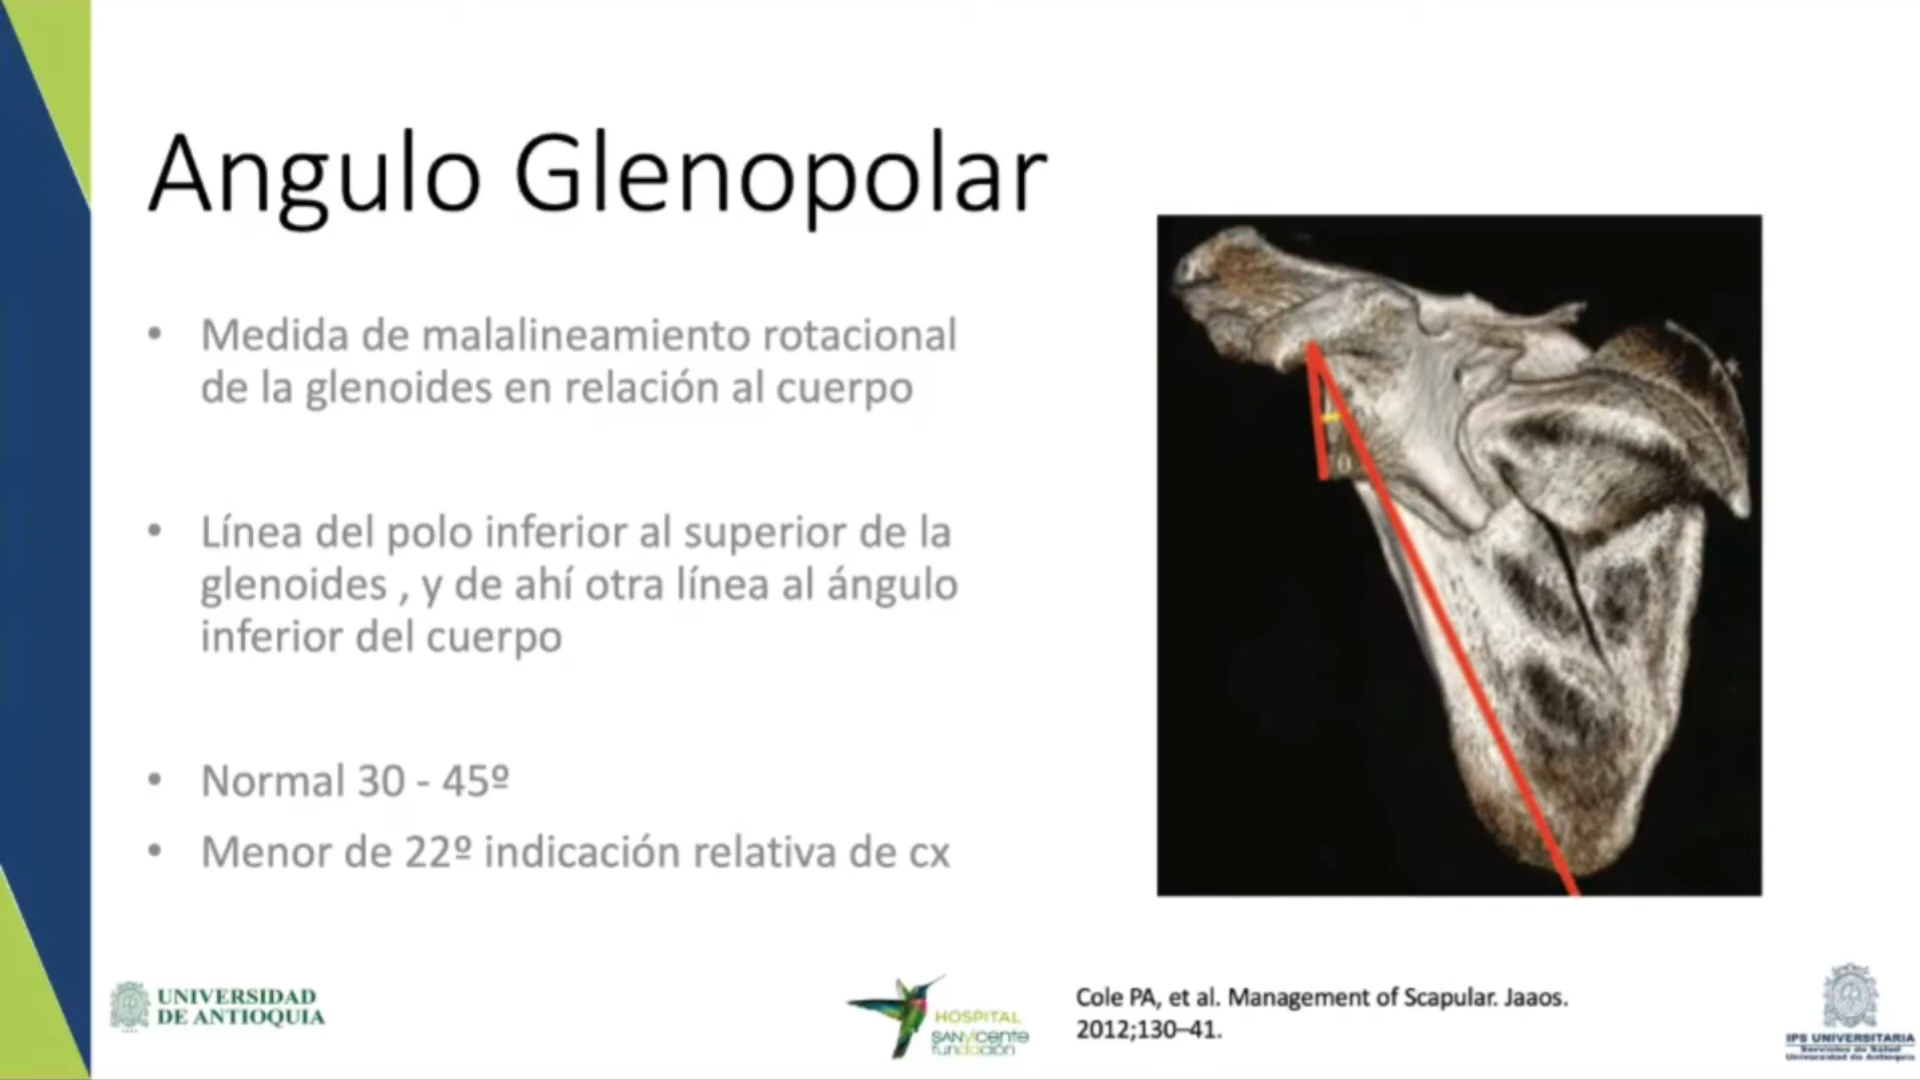 Angulo Glenopolar
• Medida de malalineamiento rotacional
de la glenoides en relación al cuerpo
• Línea del polo inferior al superior de la
glenoides , y de ahí otra línea al ángulo
inferior del cuerpo
• Normal 30 - 45º
• Menor de 22º indicación relativa de cx
UNIVERSIDAD
DE ANTIOQUIA
HOSPITAL
SANVicente
fundación
Cole PA, et al. Management of Scapular. Jaaos.
2012;130–41.
IPS UNIVERSITARIA
Servicios de Salud
Universidad de Antioquia